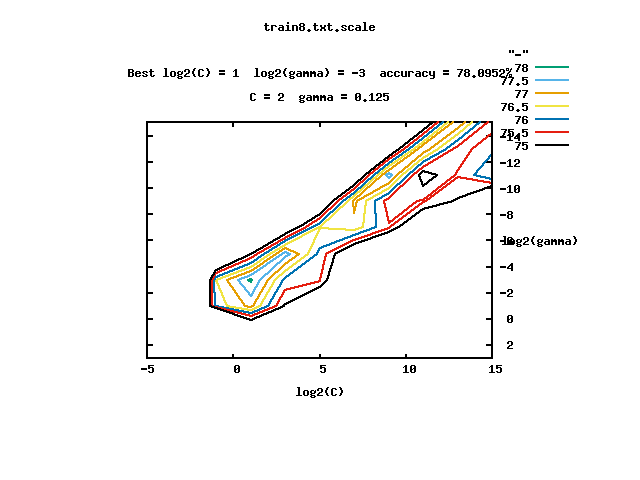 train8.txt.scale
"-"
Best log2(C) = 1  log2(gamma) = -3  accuracy = 78.0952%
78
77.5
C = 2  gamma = 0.125
77
76.5
76
75.5
-14
75
-12
-10
-8
-6
log2(gamma)
-4
-2
0
2
-5 0 5 10 15
log2(C)